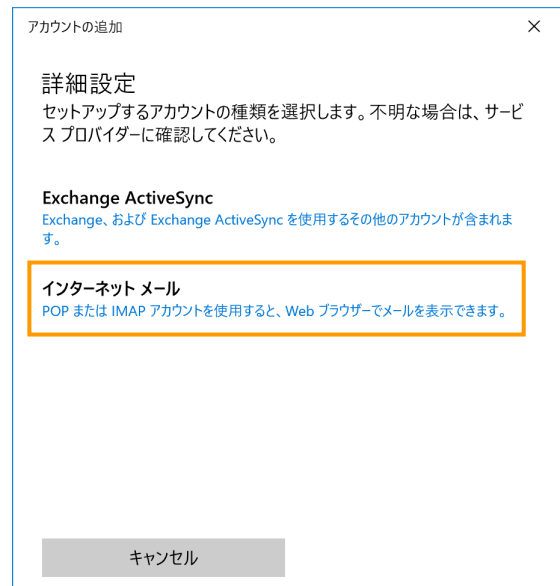 アカウントの追加
詳細設定
セットアップするアカウントの種類を選択します。不明な場合は、サービ
ス プロバイダーに確認してください。
Exchange ActiveSync
Exchange、および Exchange ActiveSync を使用するその他のアカウントが含まれま
す。
インターネット メール
POP または IMAP アカウントを使用すると、Web ブラウザーでメールを表示できます。
キャンセル